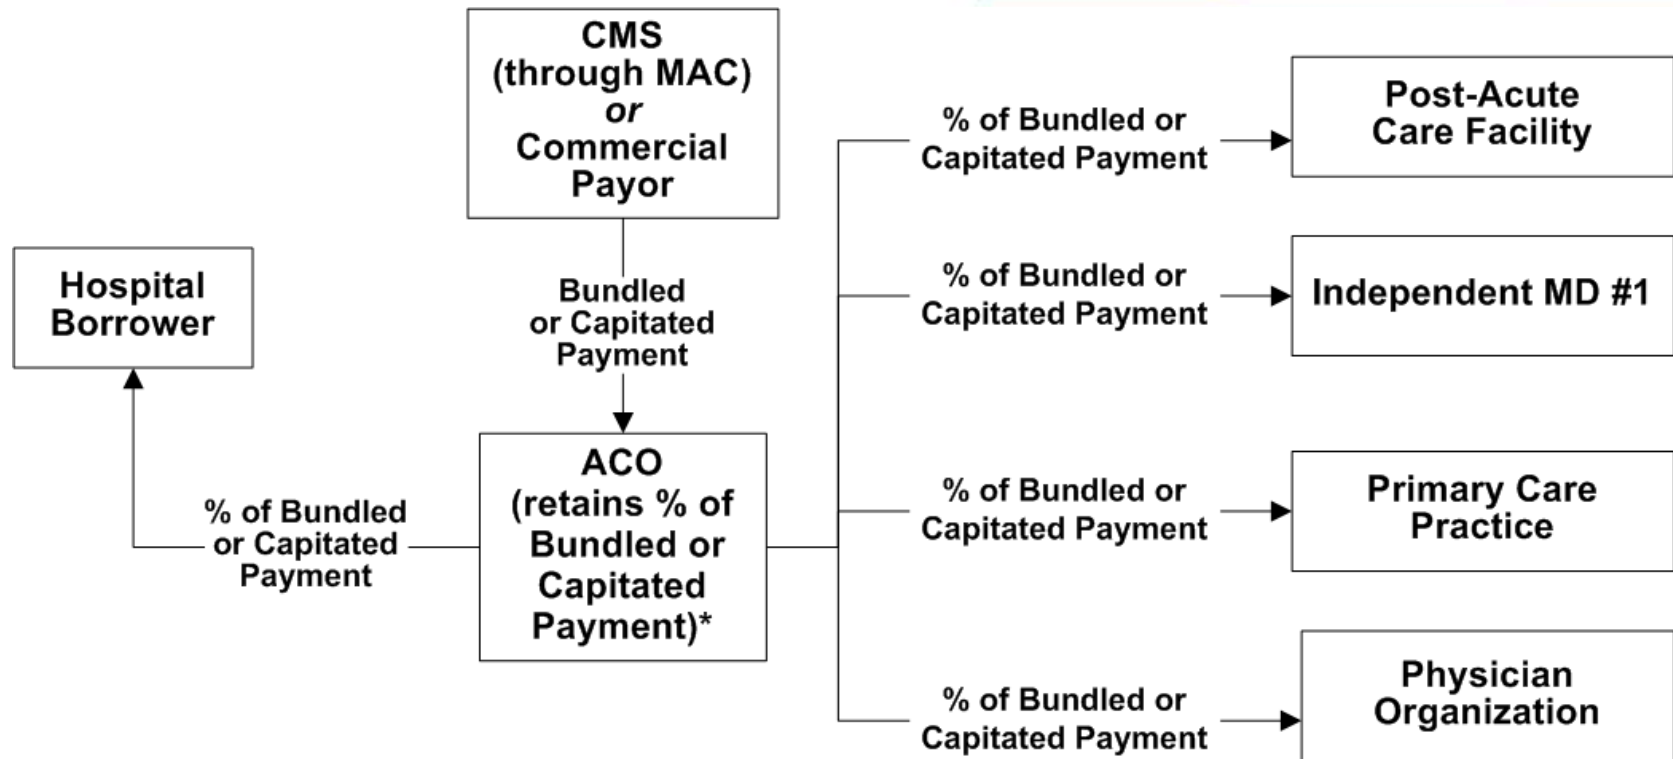 CMS
(through MAC)
or
Commercial
Payor
Post-Acute
Care Facility
% of Bundled or
Capitated Payment
Hospital
Borrower
Bundled
or Capitated
Payment
% of Bundled or
Capitated Payment
Independent MD #1
ACO
(retains % of
Bundled or
Capitated
Payment)*
% of Bundled
or Capitated
Payment
% of Bundled or
Capitated Payment
Primary Care
Practice
% of Bundled or
Capitated Payment
Physician
Organization